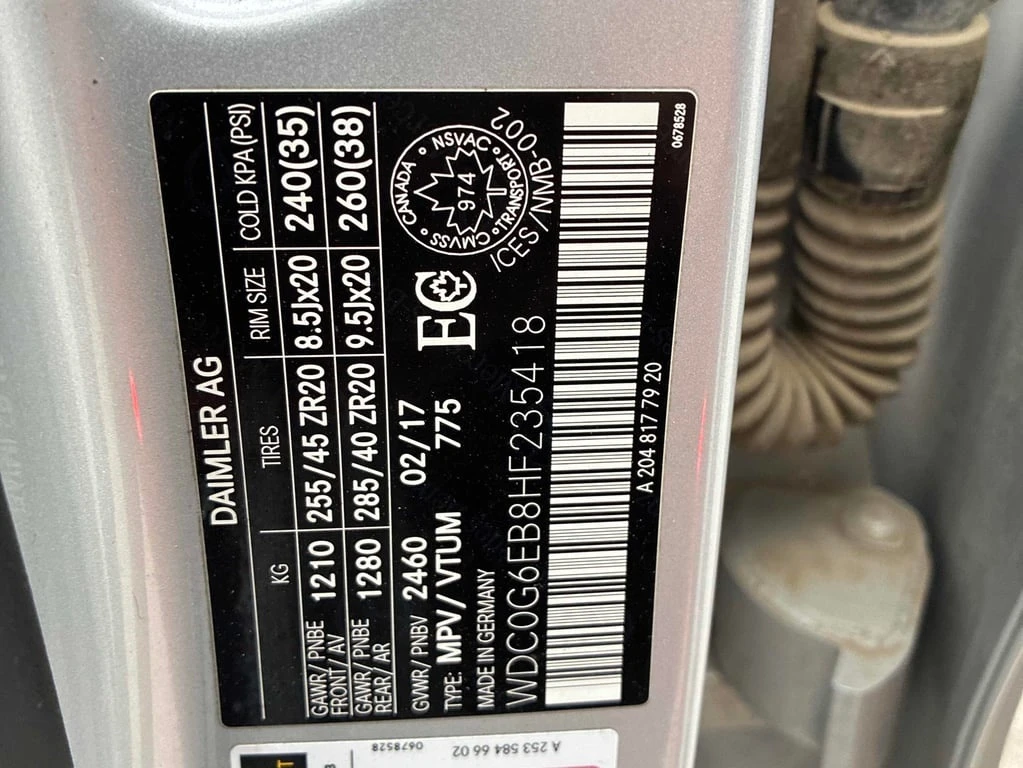 DAIMLER AG
KG TIRES RIM SIZE COLD KPA(PSI)
GAWR/PNBE FRONT/AV 1210 255/45 ZR20 8.5Jx20 240(35)
GAWR/PNBE REAR/AR 1280 285/40 ZR20 9.5Jx20 260(38)
GVWR/PNBV 2460 02/17
TYPE: MPV/VTUM 775
MADE IN GERMANY
EC
CANADA • NSVAC • TRANSPORT • CMVSS •
974
/CES/NMB-002
WDC0G6EB8HF235418
A 204 817 79 20
0678528
A 253 584 66 02
0678528